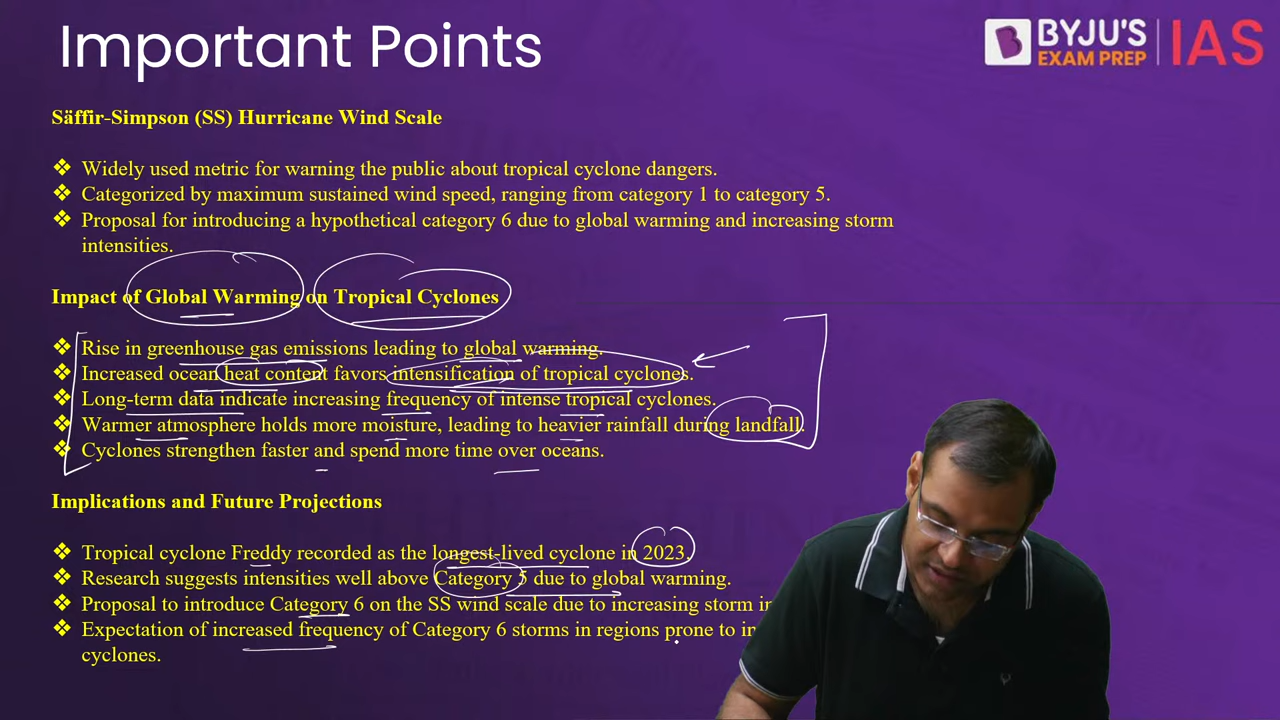 Important Points
BYJU'S
EXAM PREP
IAS
Säffir-Simpson (SS) Hurricane Wind Scale
❖ Widely used metric for warning the public about tropical cyclone dangers.
❖ Categorized by maximum sustained wind speed, ranging from category 1 to category 5.
❖ Proposal for introducing a hypothetical category 6 due to global warming and increasing storm
intensities.
Impact of Global Warming on Tropical Cyclones
❖ Rise in greenhouse gas emissions leading to global warming.
❖ Increased ocean heat content favors intensification of tropical cyclones.
❖ Long-term data indicate increasing frequency of intense tropical cyclones.
❖ Warmer atmosphere holds more moisture, leading to heavier rainfall during landfall.
❖ Cyclones strengthen faster and spend more time over oceans.
Implications and Future Projections
❖ Tropical cyclone Freddy recorded as the longest-lived cyclone in 2023.
❖ Research suggests intensities well above Category 5 due to global warming.
❖ Proposal to introduce Category 6 on the SS wind scale due to increasing storm
❖ Expectation of increased frequency of Category 6 storms in regions prone to
cyclones.